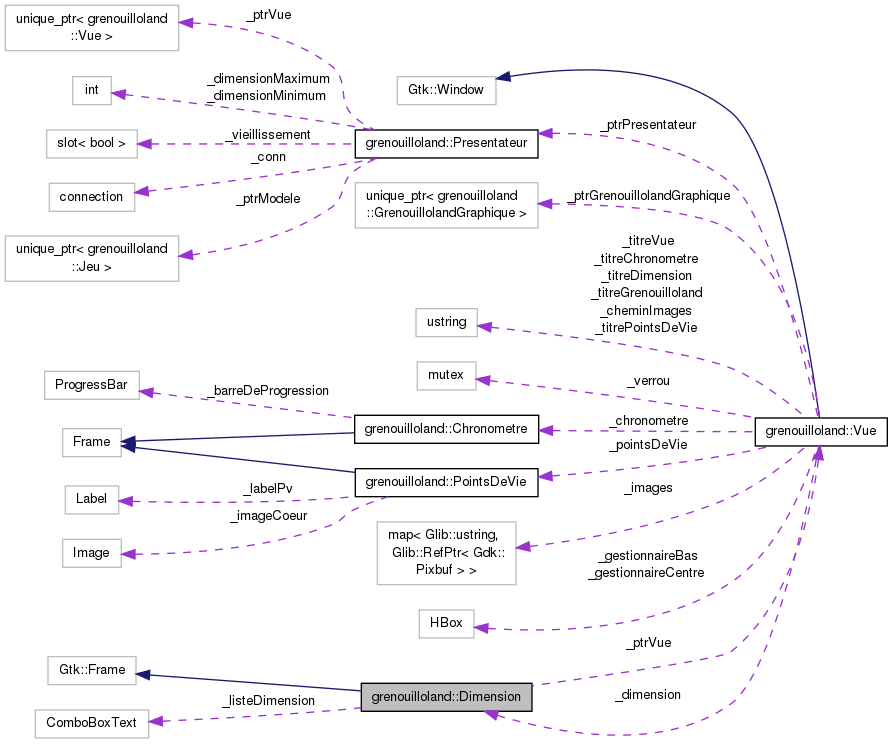 unique_ptr< grenouilloland
::Vue >
_ptrVue
int
_dimensionMaximum
_dimensionMinimum
Gtk::Window
slot< bool >
_vieillissement
grenouilloland::Presentateur
_ptrPresentateur
_conn
connection
_ptrModele
unique_ptr< grenouilloland
::GrenouillolandGraphique >
_ptrGrenouillolandGraphique
unique_ptr< grenouilloland
::Jeu >
_titreVue
_titreChronometre
_titreDimension
_titreGrenouilloland
_cheminImages
_titrePointsDeVie
ustring
mutex
_verrou
ProgressBar
_barreDeProgression
grenouilloland::Chronometre
_chronometre
grenouilloland::Vue
Frame
_pointsDeVie
grenouilloland::PointsDeVie
Label
_labelPv
_images
_imageCoeur
Image
map< Glib::ustring,
Glib::RefPtr< Gdk::
Pixbuf > >
_gestionnaireBas
_gestionnaireCentre
HBox
_ptrVue
Gtk::Frame
grenouilloland::Dimension
_dimension
_listeDimension
ComboBoxText